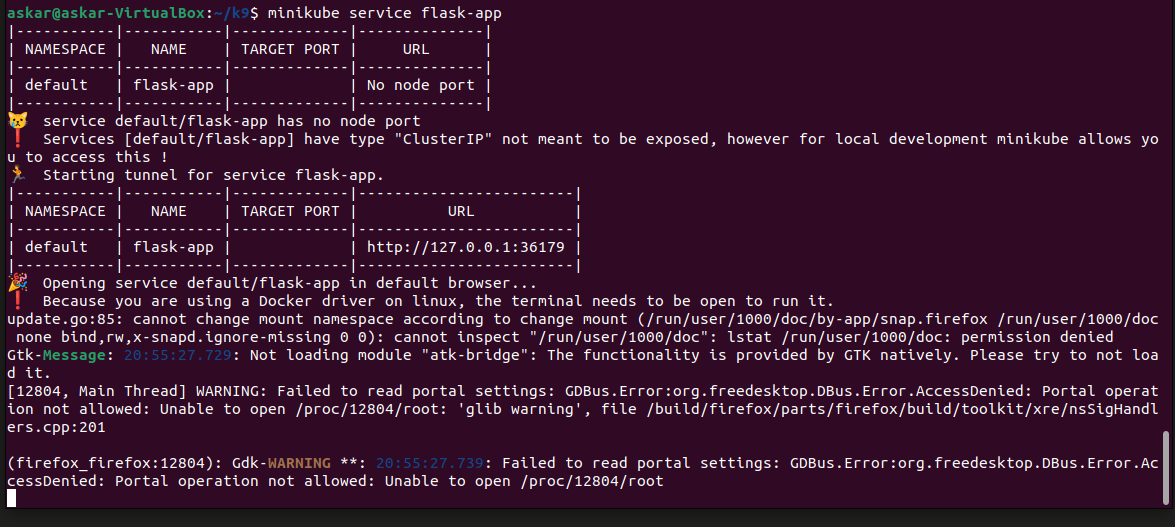 askar@askar-VirtualBox:~/k9$ minikube service flask-app
|-----------|-----------|-------------|--------------|
| NAMESPACE |   NAME    | TARGET PORT |     URL      |
|-----------|-----------|-------------|--------------|
| default   | flask-app |             | No node port |
|-----------|-----------|-------------|--------------|
😿  service default/flask-app has no node port
❗  Services [default/flask-app] have type "ClusterIP" not meant to be exposed, however for local development minikube allows yo
u to access this !
🏃  Starting tunnel for service flask-app.
|-----------|-----------|-------------|------------------------|
| NAMESPACE |   NAME    | TARGET PORT |          URL           |
|-----------|-----------|-------------|------------------------|
| default   | flask-app |             | http://127.0.0.1:36179 |
|-----------|-----------|-------------|------------------------|
🎉  Opening service default/flask-app in default browser...
❗  Because you are using a Docker driver on linux, the terminal needs to be open to run it.
update.go:85: cannot change mount namespace according to change mount (/run/user/1000/doc/by-app/snap.firefox /run/user/1000/doc
 none bind,rw,x-snapd.ignore-missing 0 0): cannot inspect "/run/user/1000/doc": lstat /run/user/1000/doc: permission denied
Gtk-Message: 20:55:27.729: Not loading module "atk-bridge": The functionality is provided by GTK natively. Please try to not loa
d it.
[12804, Main Thread] WARNING: Failed to read portal settings: GDBus.Error:org.freedesktop.DBus.Error.AccessDenied: Portal operat
ion not allowed: Unable to open /proc/12804/root: 'glib warning', file /build/firefox/parts/firefox/build/toolkit/xre/nsSigHandl
ers.cpp:201
(firefox_firefox:12804): Gdk-WARNING **: 20:55:27.739: Failed to read portal settings: GDBus.Error:org.freedesktop.DBus.Error.Ac
cessDenied: Portal operation not allowed: Unable to open /proc/12804/root